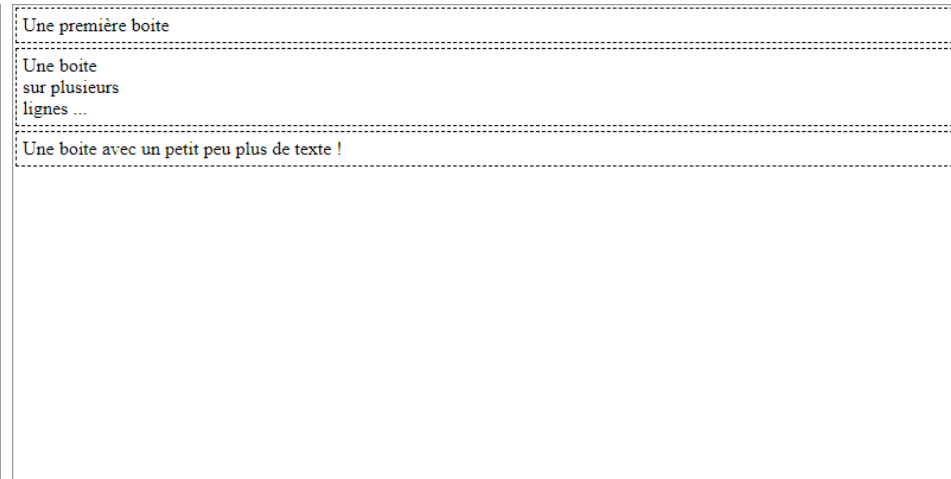 Une première boite
Une boite
sur plusieurs
lignes ...
Une boite avec un petit peu plus de texte !